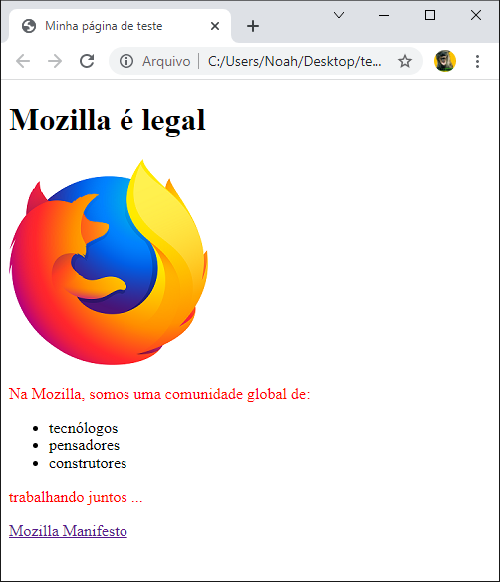 Minha página de teste
Arquivo | C:/Users/Noah/Desktop/te...
Mozilla é legal
Na Mozilla, somos uma comunidade global de:
• tecnólogos
• pensadores
• construtores
trabalhando juntos ...
Mozilla Manifesto